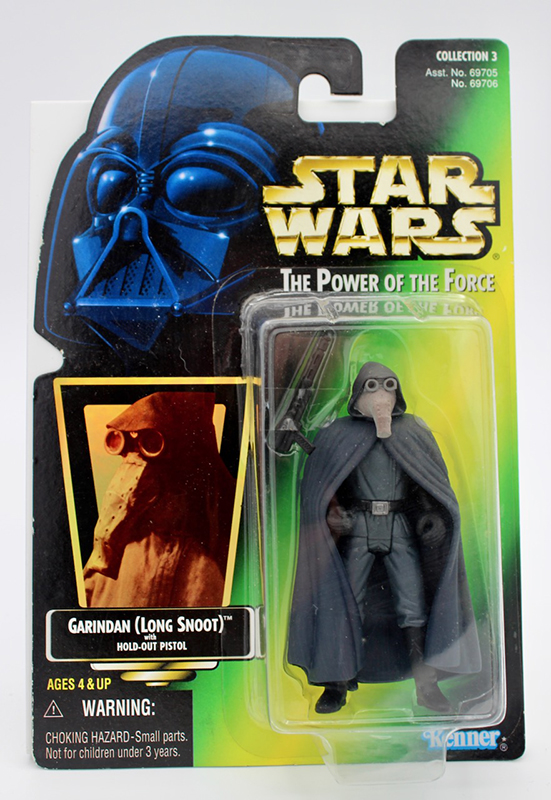 COLLECTION 3
Asst. No. 69705
No. 69706
STAR
WARS®
THE POWER OF THE FORCE
GARINDAN (LONG SNOOT)™
with
HOLD-OUT PISTOL
AGES 4 & UP
⚠ WARNING:
CHOKING HAZARD-Small parts.
Not for children under 3 years.
Kenner®